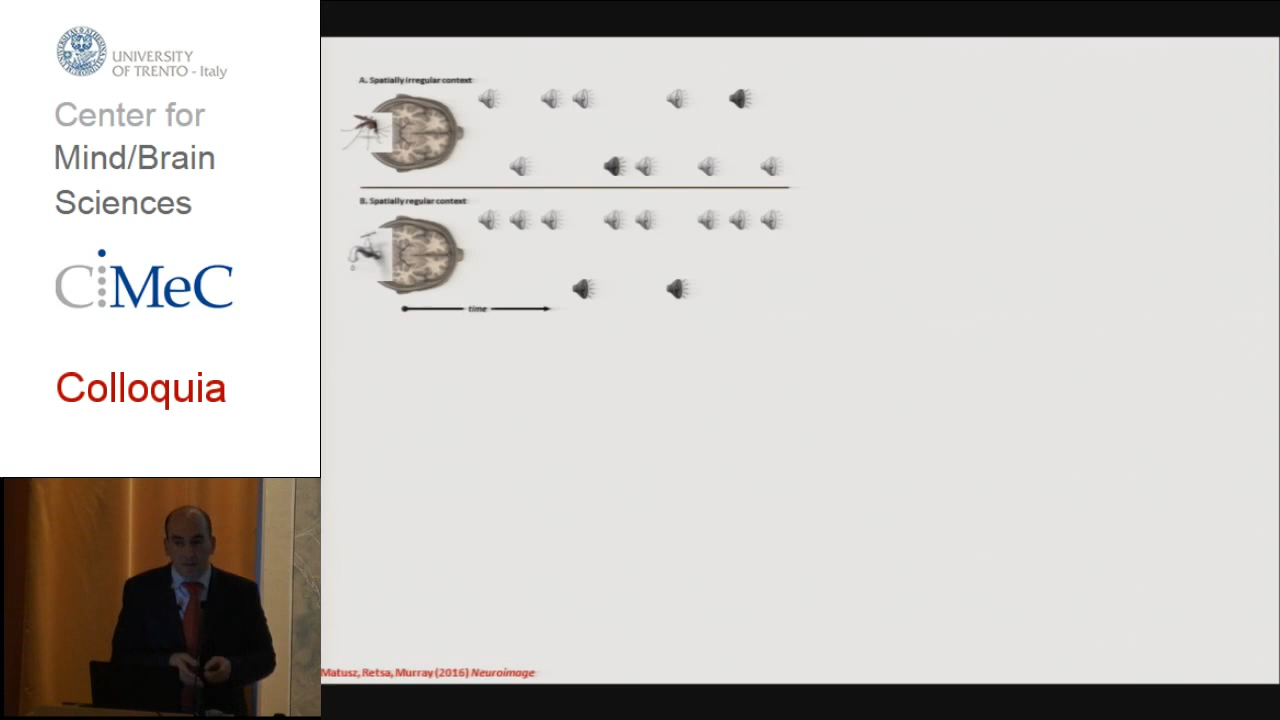 UNIVERSITY
OF TRENTO - Italy
Center for
Mind/Brain
Sciences
CiMeC
Colloquia
A. Spatially irregular context
B. Spatially regular context
time
Matusz, Retsa, Murray (2016) Neuroimage